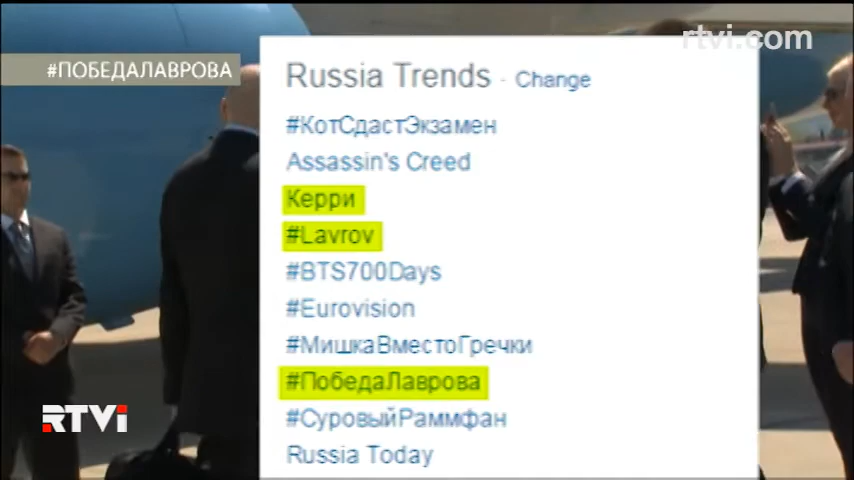 rtvi.com
#ПОБЕДАЛАВРОВА
Russia Trends · Change
#КотСдастЭкзамен
Assassin's Creed
Керри
#Lavrov
#BTS700Days
#Eurovision
#МишкаВместоГречки
#ПобедаЛаврова
#СуровыйРаммфан
Russia Today
RTVi